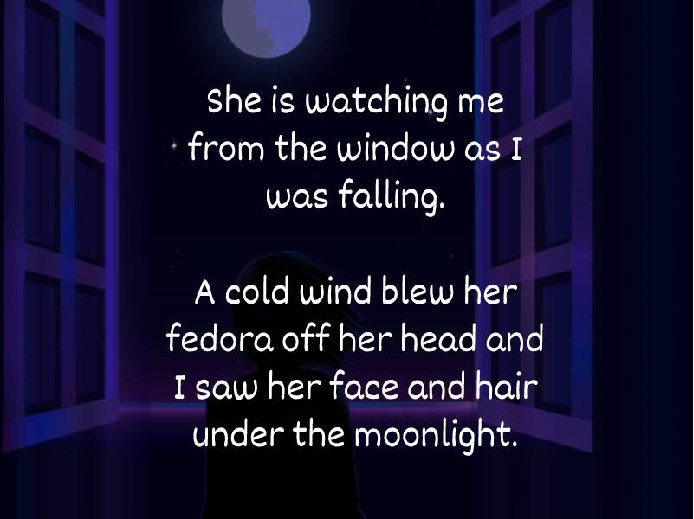 She is watching me
from the window as I
was falling.
A cold wind blew her
fedora off her head and
I saw her face and hair
under the moonlight.